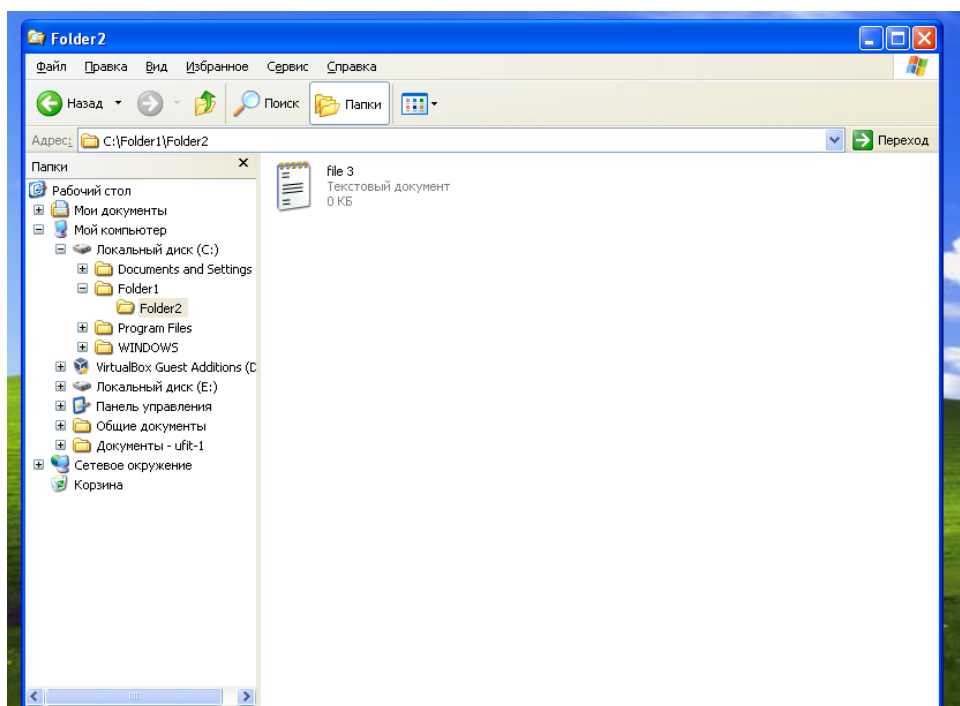 Folder2
Файл Правка Вид Избранное Сервис Справка
Назад Поиск Папки
Адрес: C:\Folder1\Folder2 Переход
Папки
Рабочий стол
Мои документы
Мой компьютер
Локальный диск (C:)
Documents and Settings
Folder1
Folder2
Program Files
WINDOWS
VirtualBox Guest Additions (D
Локальный диск (E:)
Панель управления
Общие документы
Документы - ufit-1
Сетевое окружение
Корзина
file 3
Текстовый документ
0 КБ